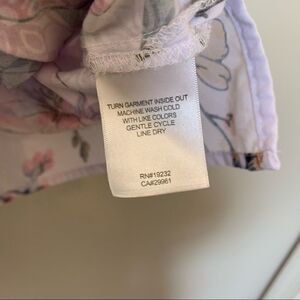 TURN GARMENT INSIDE OUT
MACHINE WASH COLD
WITH LIKE COLORS
GENTLE CYCLE
LINE DRY
RN#19232
CA#29961